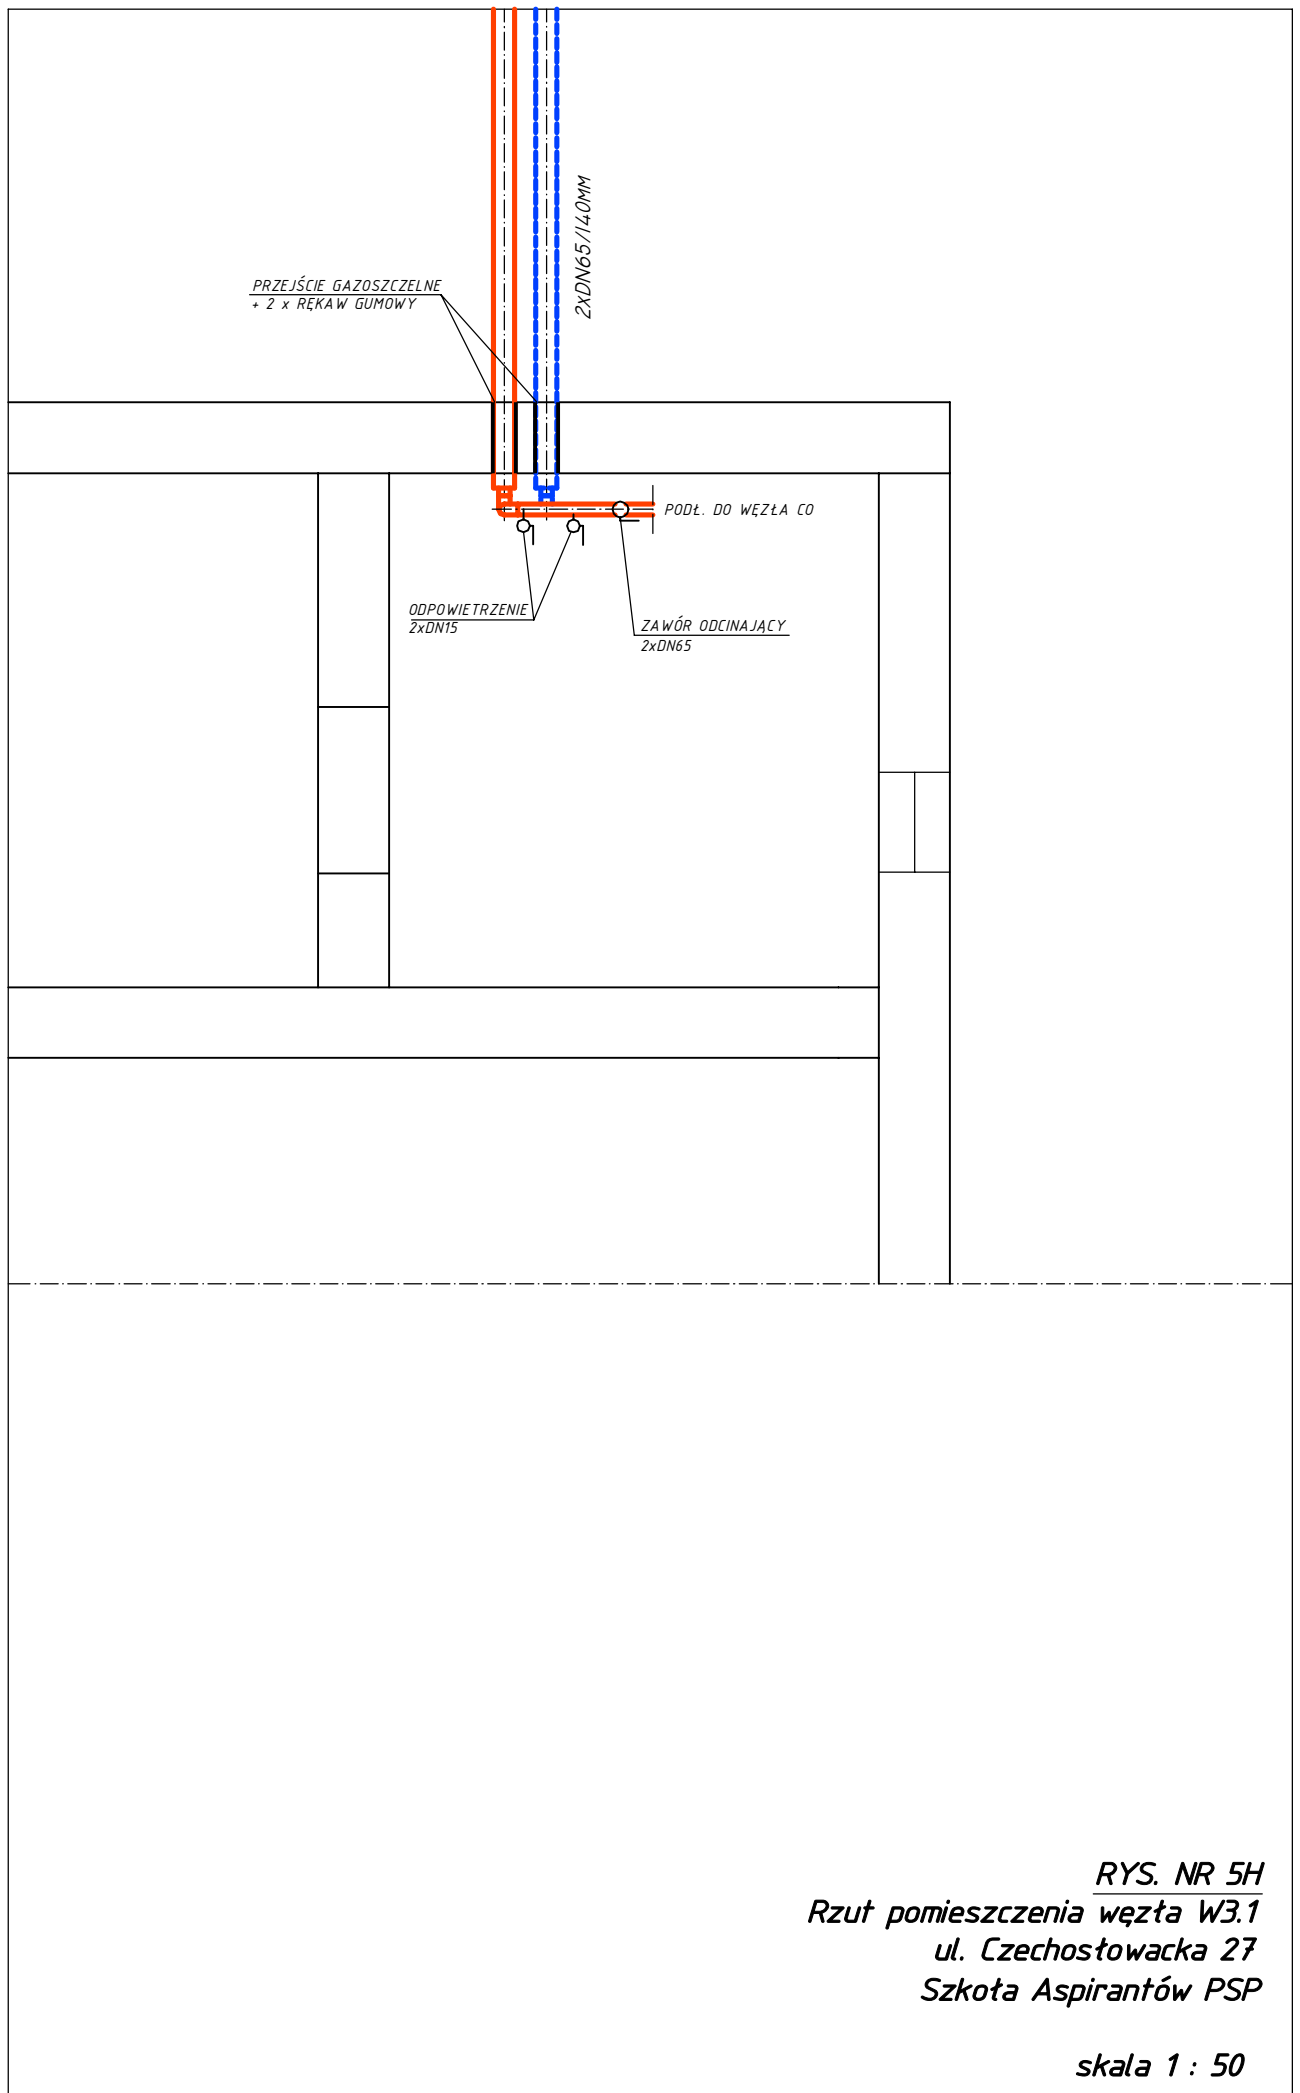 2xDN65/140MM
PRZEJŚCIE GAZOSZCZELNE
+ 2 x RĘKAW GUMOWY
PODŁ. DO WĘZŁA CO
ODPOWIETRZENIE
2xDN15
ZAWÓR ODCINAJĄCY
2xDN65
RYS. NR 5H
Rzut pomieszczenia węzła W3.1
ul. Czechosłowacka 27
Szkoła Aspirantów PSP
skala 1 : 50